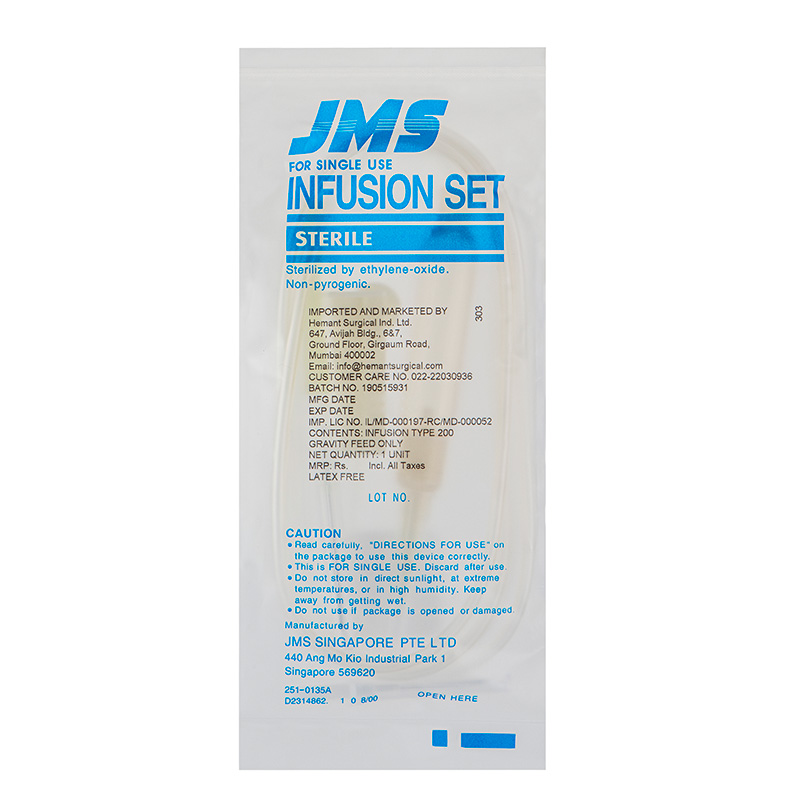 JMS
FOR SINGLE USE
INFUSION SET
STERILE
Sterilized by ethylene-oxide.
Non-pyrogenic.
IMPORTED AND MARKETED BY
303
Hemant Surgical Ind. Ltd.
647, Avijah Bldg., 6&7,
Ground Floor, Girgaum Road,
Mumbai 400002
Email: info@hemantsurgical.com
CUSTOMER CARE NO. 022-22030936
BATCH NO. 190515931
MFG DATE
EXP DATE
IMP. LIC NO. IL/MD-000197-RC/MD-000052
CONTENTS: INFUSION TYPE 200
GRAVITY FEED ONLY
NET QUANTITY: 1 UNIT
MRP: Rs. Incl. All Taxes
LATEX FREE
LOT NO.
CAUTION
• Read carefully, "DIRECTIONS FOR USE" on
the package to use this device correctly.
• This is FOR SINGLE USE. Discard after use.
• Do not store in direct sunlight, at extreme
temperatures, or in high humidity. Keep
away from getting wet.
• Do not use if package is opened or damaged.
Manufactured by
JMS SINGAPORE PTE LTD
440 Ang Mo Kio Industrial Park 1
Singapore 569620
251-0135A
D2314862. 1 0 8/00
OPEN HERE